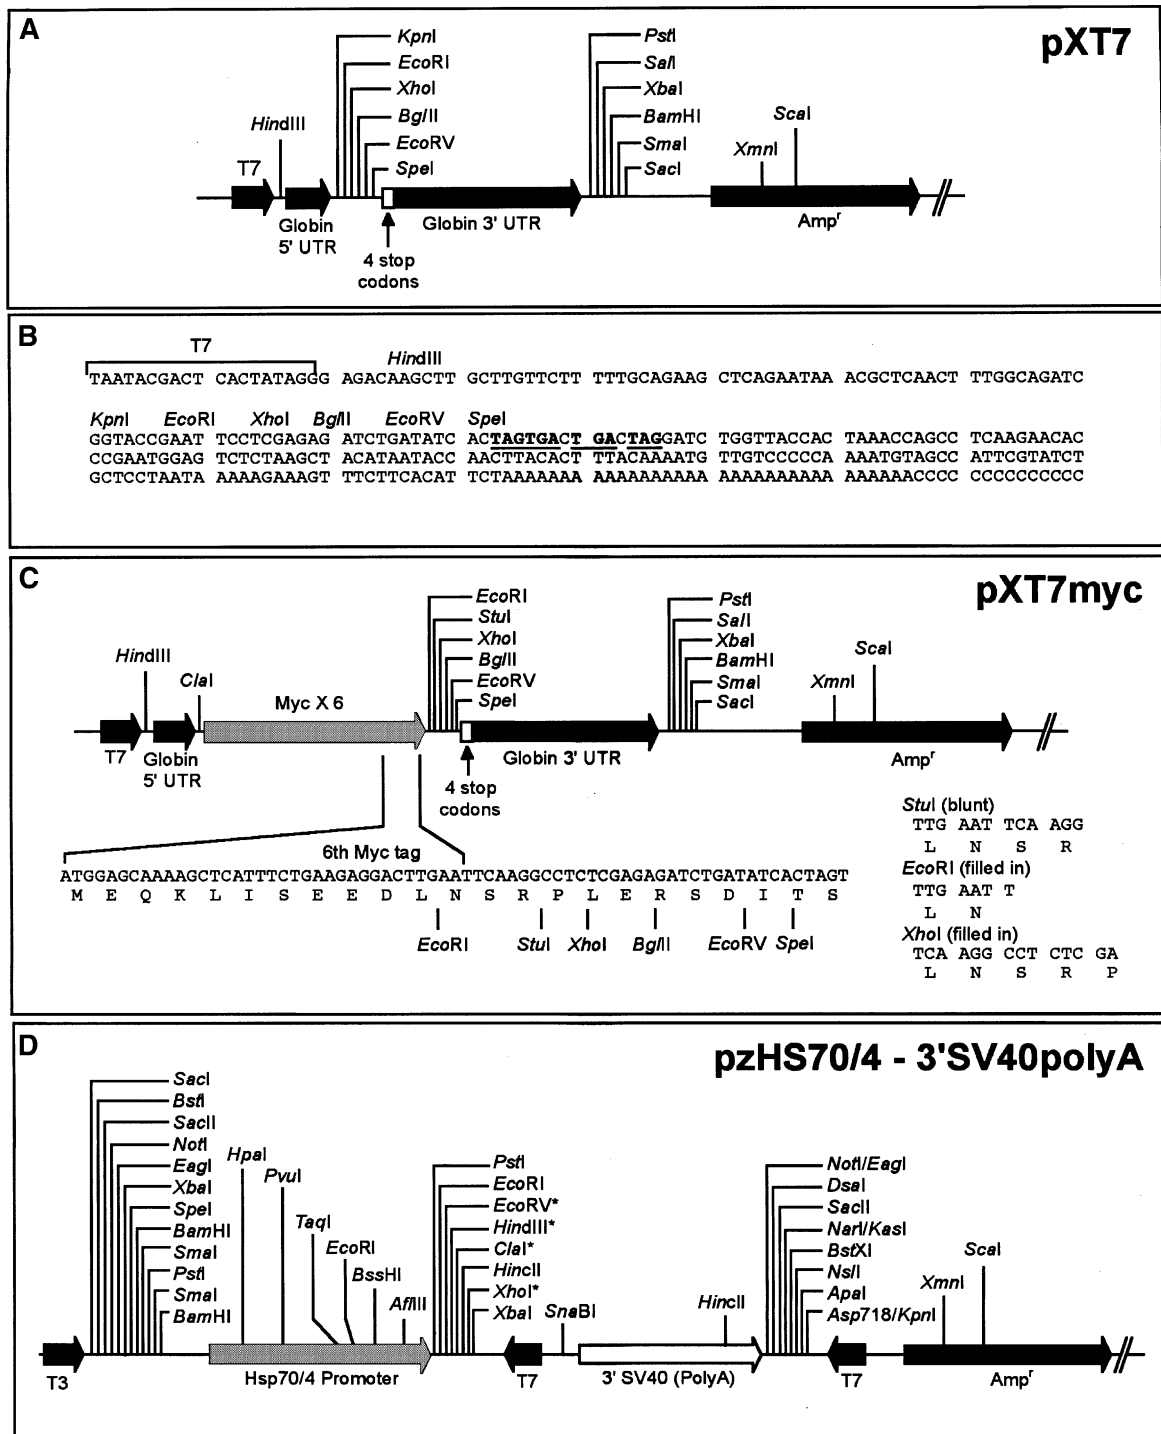 A
pXT7
KpnI
EcoRI
XhoI
BglII
EcoRV
SpeI
PstI
SalI
XbaI
BamHI
SmaI
SacI
HindIII
XmnI
ScaI
T7
Globin
5' UTR
Globin 3' UTR
Ampr
4 stop
codons
B
T7
HindIII
TAATACGACT CACTATAGGG AGACAAGCTT GCTTGTTCTT TTTGCAGAAG CTCAGAATAA ACGCTCAACT TTGGCAGATC
KpnI EcoRI XhoI BglII EcoRV SpeI
GGTACCGAAT TCCTCGAGAG ATCTGATATC ACTAGTGACT GACTAGGATC TGGTTACCAC TAAACCAGCC TCAAGAACAC
CCGAATGGAG TCTCTAAGCT ACATAATACC AACTTACACT TTACAAAATG TTGTCCCCCA AAATGTAGCC ATTCGTATCT
GCTCCTAATA AAAAGAAAGT TTCTTCACAT TCTAAAAAAA AAAAAAAAAA AAAAAAAAAA AAAAAACCCC CCCCCCCCCC
C
pXT7myc
EcoRI
StuI
XhoI
BglII
EcoRV
SpeI
PstI
SalI
XbaI
BamHI
SmaI
SacI
HindIII
ClaI
Myc X 6
XmnI
ScaI
T7
Globin
5' UTR
Globin 3' UTR
Ampr
4 stop
codons
6th Myc tag
ATGGAGCAAAAGCTCATTTCTGAAGAGGACTTGAATTCAAGGCCTCTCGAGAGATCTGATATCACTAGT
M E Q K L I S E E D L N S R P L E R S D I T S
EcoRI StuI XhoI BglII EcoRV SpeI
StuI (blunt)
TTG AAT TCA AGG
L N S R
EcoRI (filled in)
TTG AAT T
L N
XhoI (filled in)
TCA AGG CCT CTC GA
L N S R P
D
pzHS70/4 - 3'SV40polyA
SacI
BstI
SacII
NotI
EagI
XbaI
SpeI
BamHI
SmaI
PstI
SmaI
BamHI
HpaI
PvuI
TaqI
EcoRI
BssHI
AflIII
PstI
EcoRI
EcoRV*
HindIII*
ClaI*
HincII
XhoI*
XbaI
SnaBI
HincII
NotI/EagI
DsaI
SacII
NarI/KasI
BstXI
NsiI
ApaI
Asp718/KpnI
XmnI
ScaI
T3
Hsp70/4 Promoter
T7
3' SV40 (PolyA)
T7
Ampr